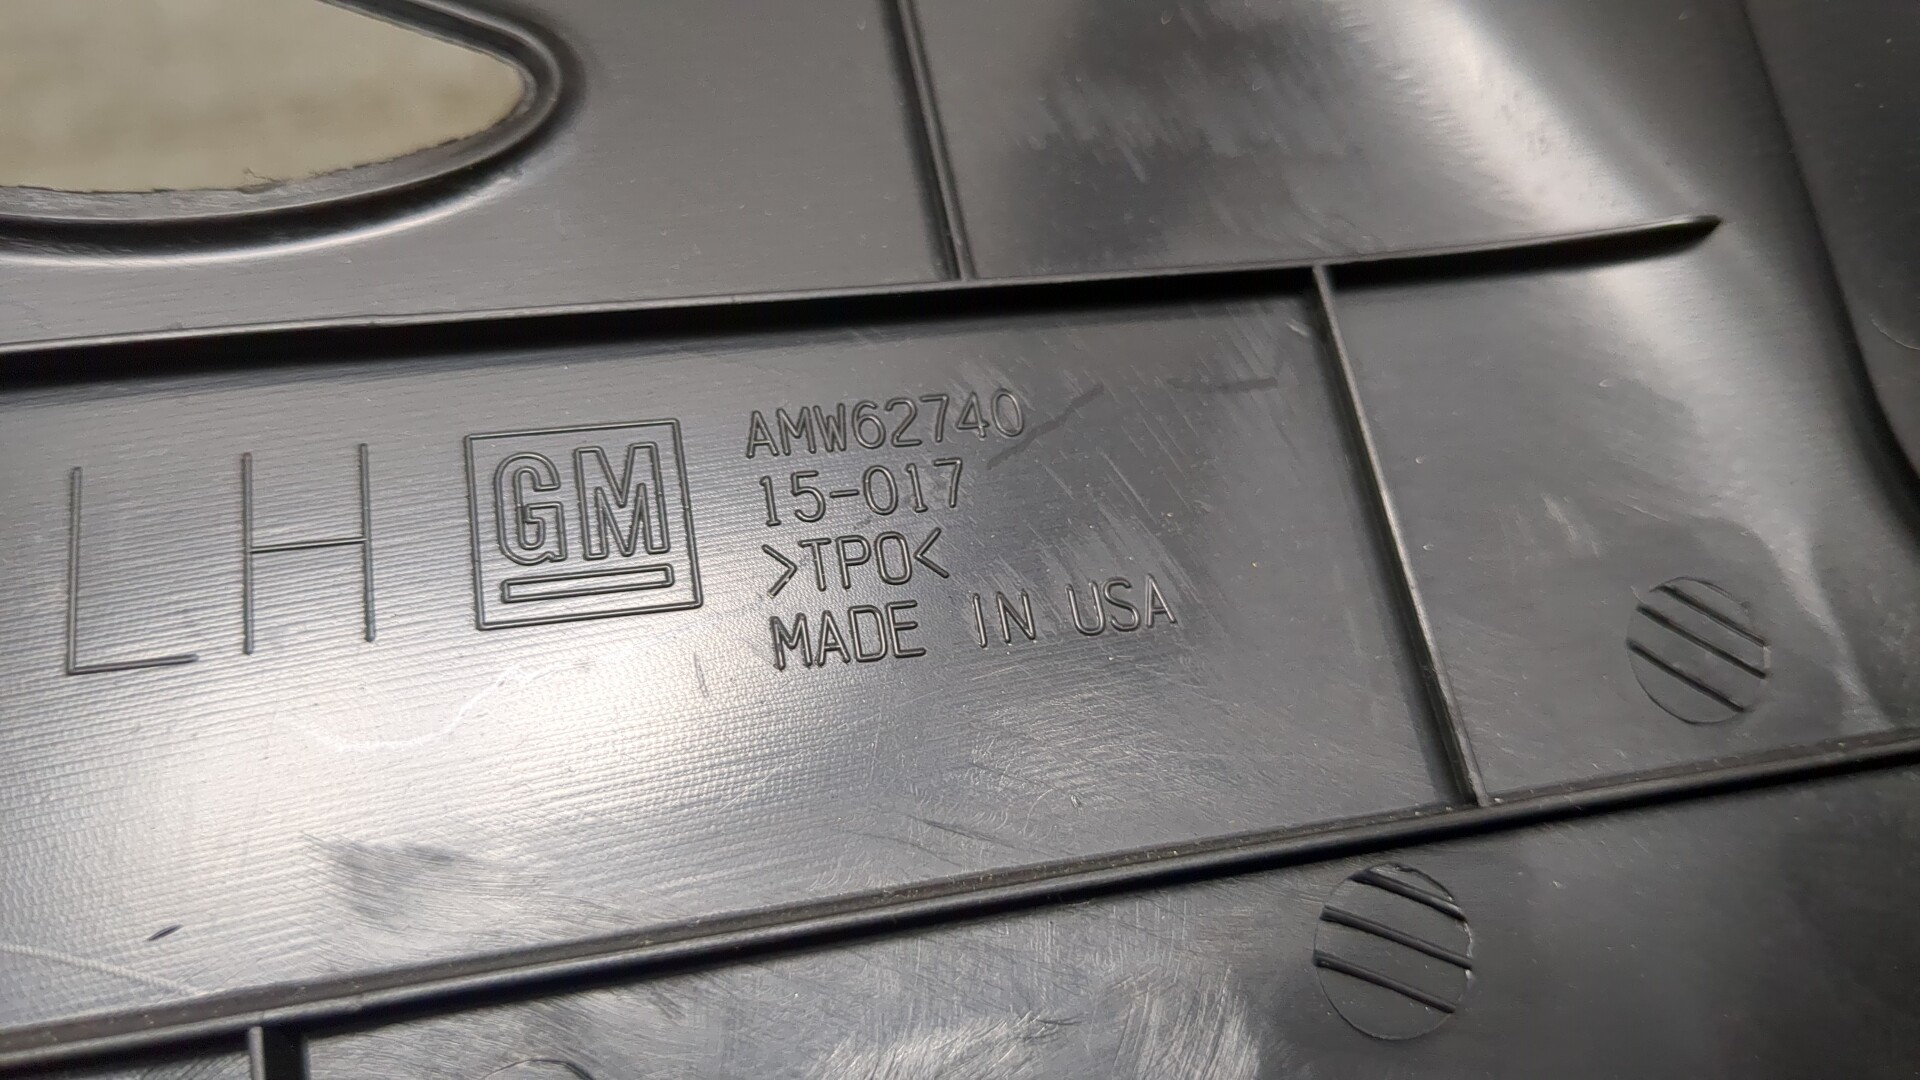 LH
GM
AMW62740
15-017
>TPO<
MADE IN USA